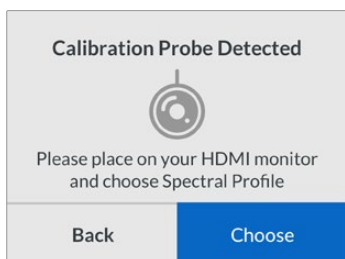 Calibration Probe Detected
Please place on your HDMI monitor
and choose Spectral Profile
Back
Choose